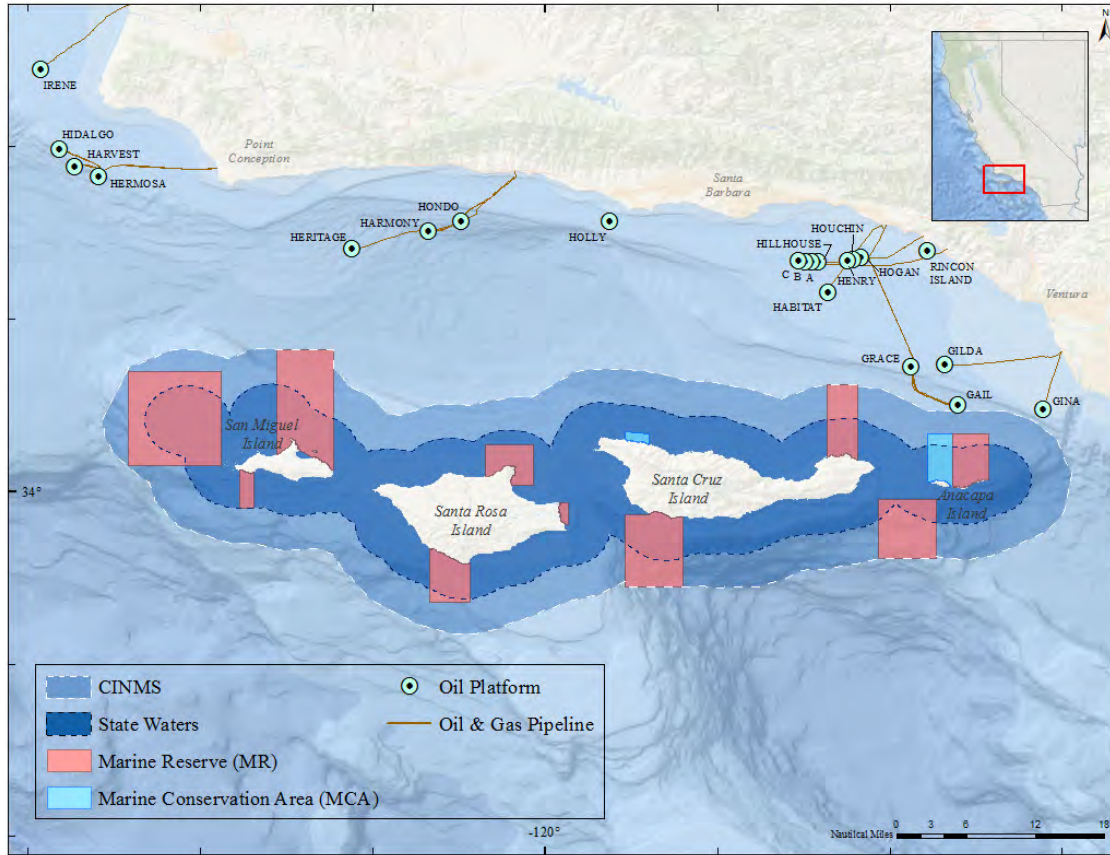 N
IRENE
HIDALGO
HARVEST
HERMOSA
Point
Conception
Santa
Barbara
HONDO
HARMONY
HERITAGE
HOLLY
HOUCHIN
HILLHOUSE
C B A
HENRY
HOGAN
RINCON
ISLAND
HABITAT
Ventura
GRACE
GILDA
GAIL
GINA
San Miguel
Island
34°
Santa Rosa
Island
Santa Cruz
Island
Anacapa
Island
CINMS
State Waters
Marine Reserve (MR)
Marine Conservation Area (MCA)
Oil Platform
Oil & Gas Pipeline
-120°
Nautilcal Miles
0 3 6 12 18